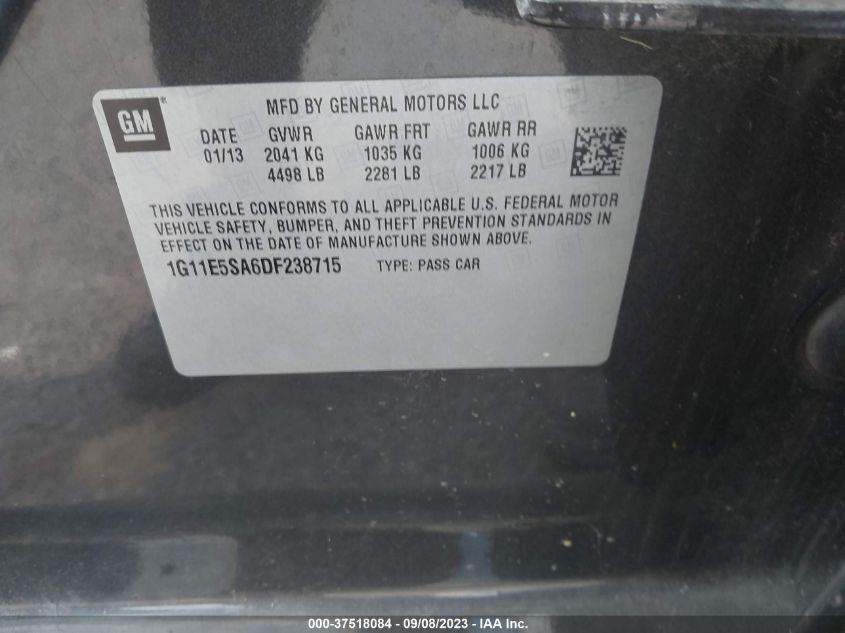 GM ®
MFD BY GENERAL MOTORS LLC
DATE GVWR GAWR FRT GAWR RR
01/13 2041 KG 1035 KG 1006 KG
4498 LB 2281 LB 2217 LB
THIS VEHICLE CONFORMS TO ALL APPLICABLE U.S. FEDERAL MOTOR
VEHICLE SAFETY, BUMPER, AND THEFT PREVENTION STANDARDS IN
EFFECT ON THE DATE OF MANUFACTURE SHOWN ABOVE.
1G11E5SA6DF238715 TYPE: PASS CAR
000-37518084 - 09/08/2023 - IAA Inc.